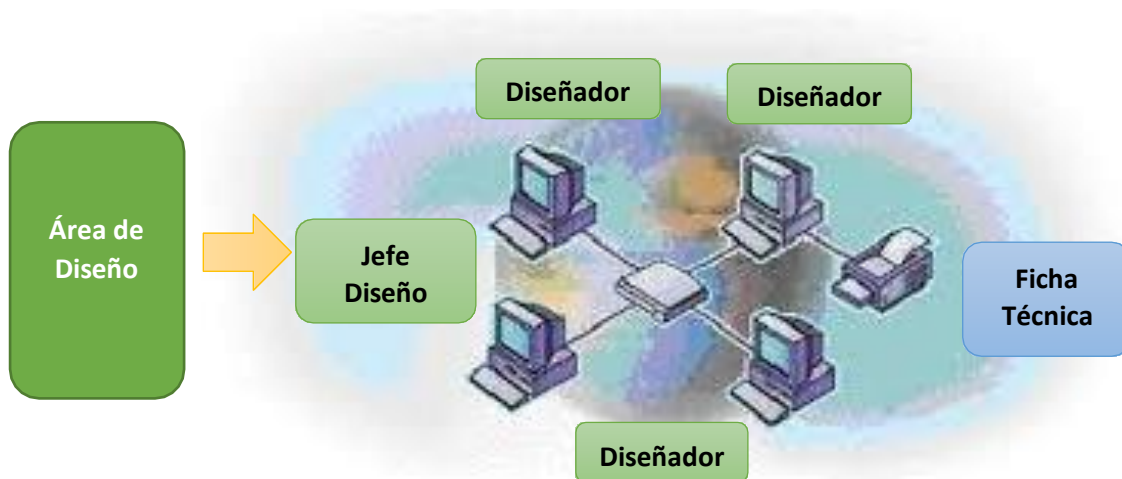 Diseñador
Diseñador
Área de
Diseño
Jefe
Diseño
Ficha
Técnica
Diseñador